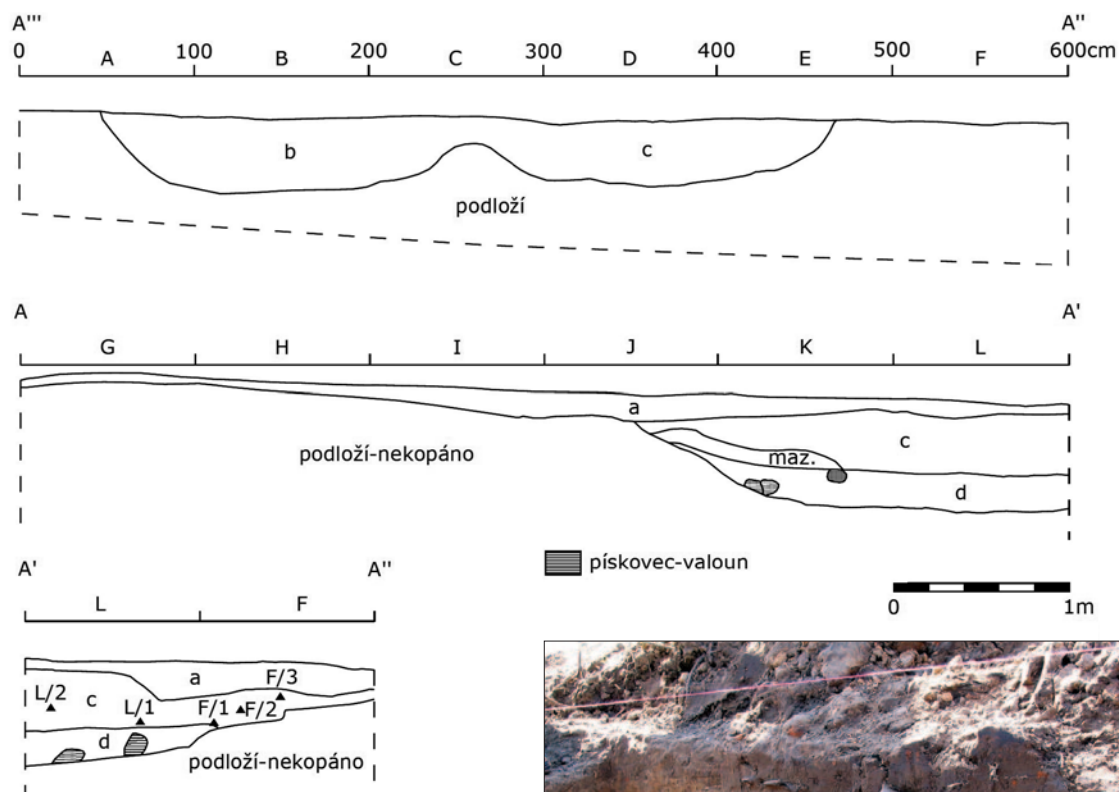 A''' A''
0 A 100 B 200 C 300 D 400 E 500 F 600cm
b c
podloží
A A'
G H I J K L
a
c
podloží-nekopáno
maz.
d
A' A''
L F
pískovec-valoun
0 1m
a
F/3
L/2 c L/1 F/1 F/2
d
podloží-nekopáno